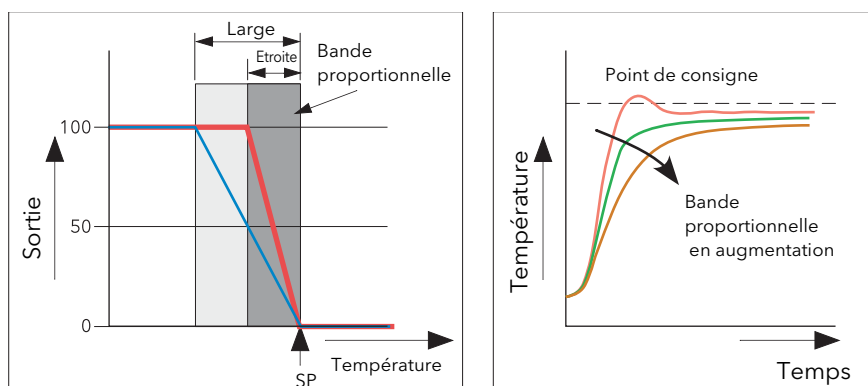 Large
Etroite
Bande
proportionnelle
100
50
0
Sortie
Température
SP
Point de consigne
Température
Bande
proportionnelle
en augmentation
Temps